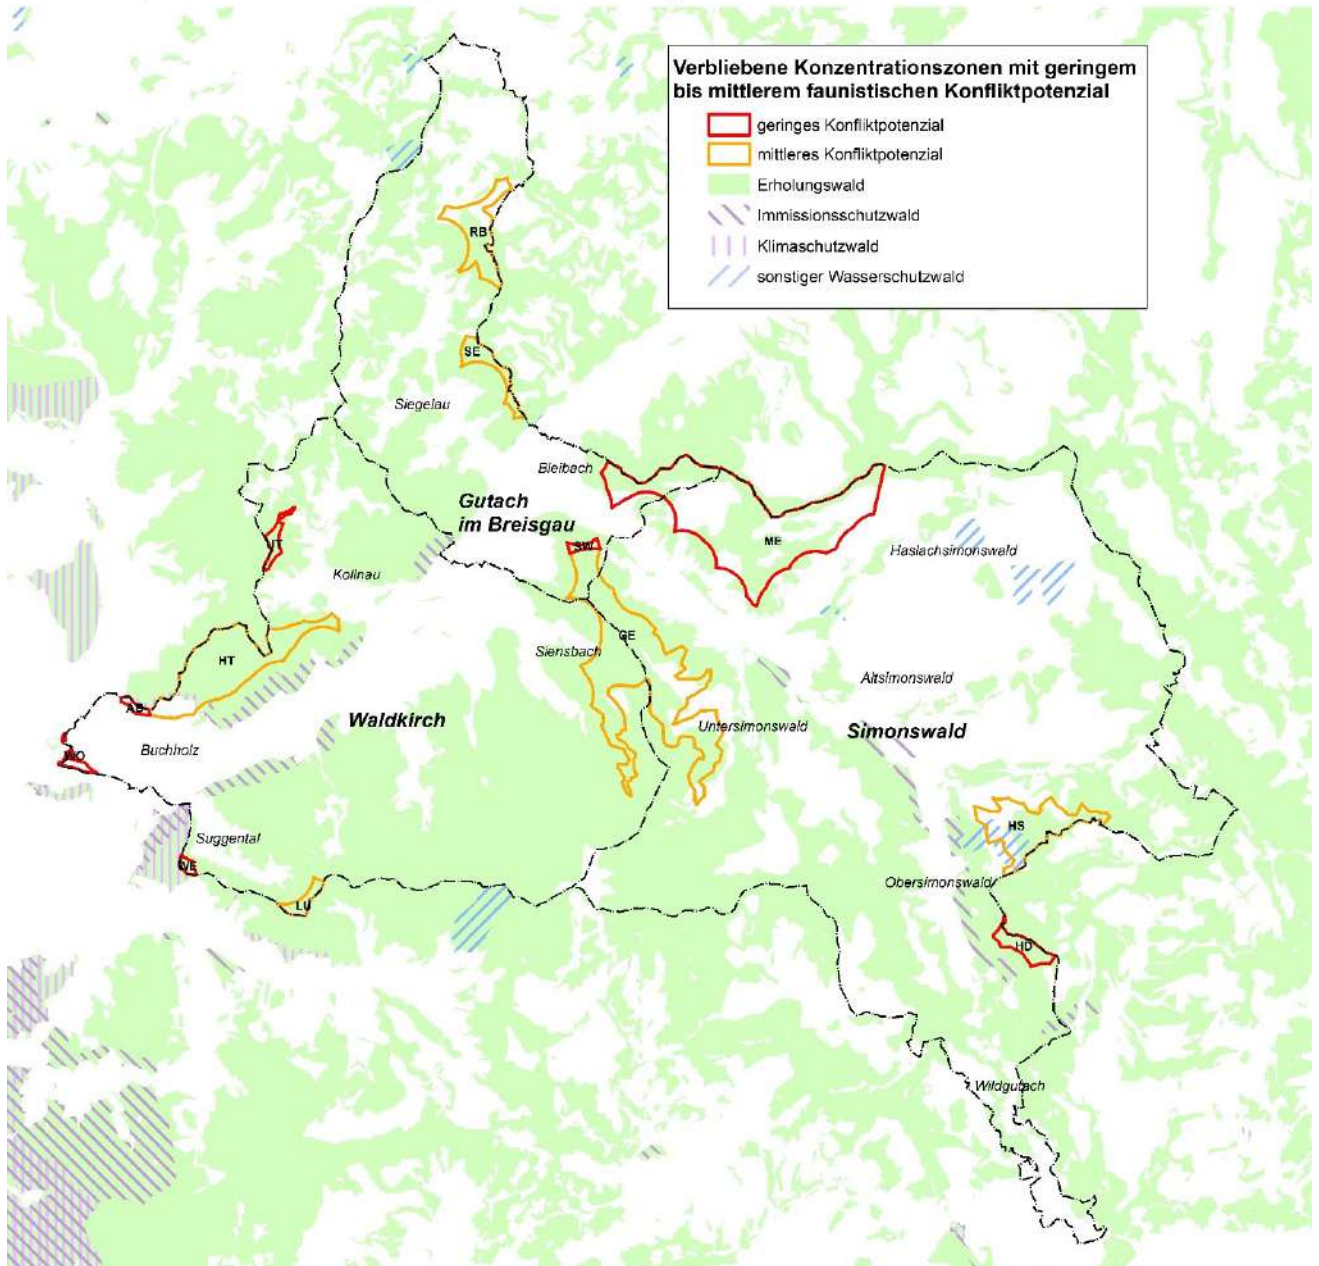 Verbliebene Konzentrationszonen mit geringem
bis mittlerem faunistischen Konfliktpotenzial
geringes Konfliktpotenzial
mittleres Konfliktpotenzial
Erholungswald
Immissionsschutzwald
Klimaschutzwald
sonstiger Wasserschutzwald
RB
SE
Siegelau
Bleibach
Gutach
im Breisgau
SW
ME
Haslachsimonswald
Kollnau
GE
Siensbach
HT
Altsimonswald
AB
Waldkirch
Untersimonswald
Simonswald
Buchholz
HS
Suggental
Obersimonswald
LU
HD
Wildgutach